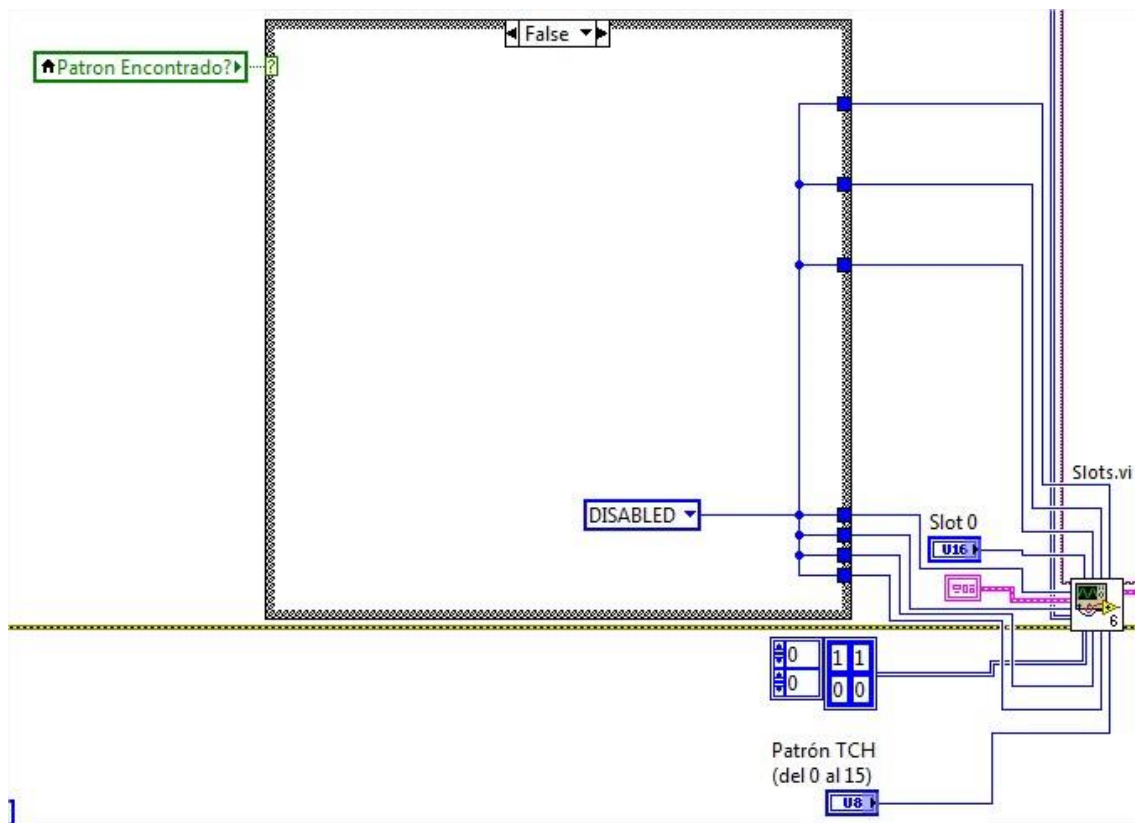 False
Patron Encontrado?
?
Slots.vi
DISABLED
Slot 0
U16
6
0
1 1
0
0 0
Patrón TCH
(del 0 al 15)
U8